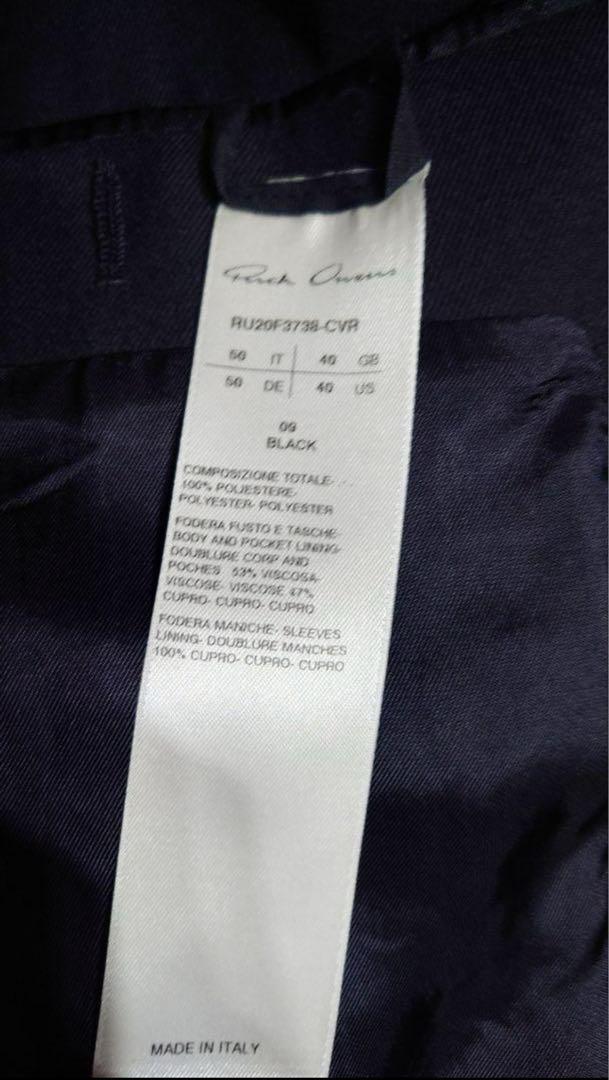 Rick Owens
RU20F3738-CVR
50 IT 40 GB
50 DE 40 US
09
BLACK
COMPOSIZIONE TOTALE-
100% POLIESTERE-
POLYESTER- POLYESTER
FODERA FUSTO E TASCHE-
BODY AND POCKET LINING-
DOUBLURE CORP AND
POCHES 53% VISCOSA-
VISCOSE- VISCOSE 47%
CUPRO- CUPRO- CUPRO
FODERA MANICHE- SLEEVES
LINING- DOUBLURE MANCHES
100% CUPRO- CUPRO- CUPRO
MADE IN ITALY